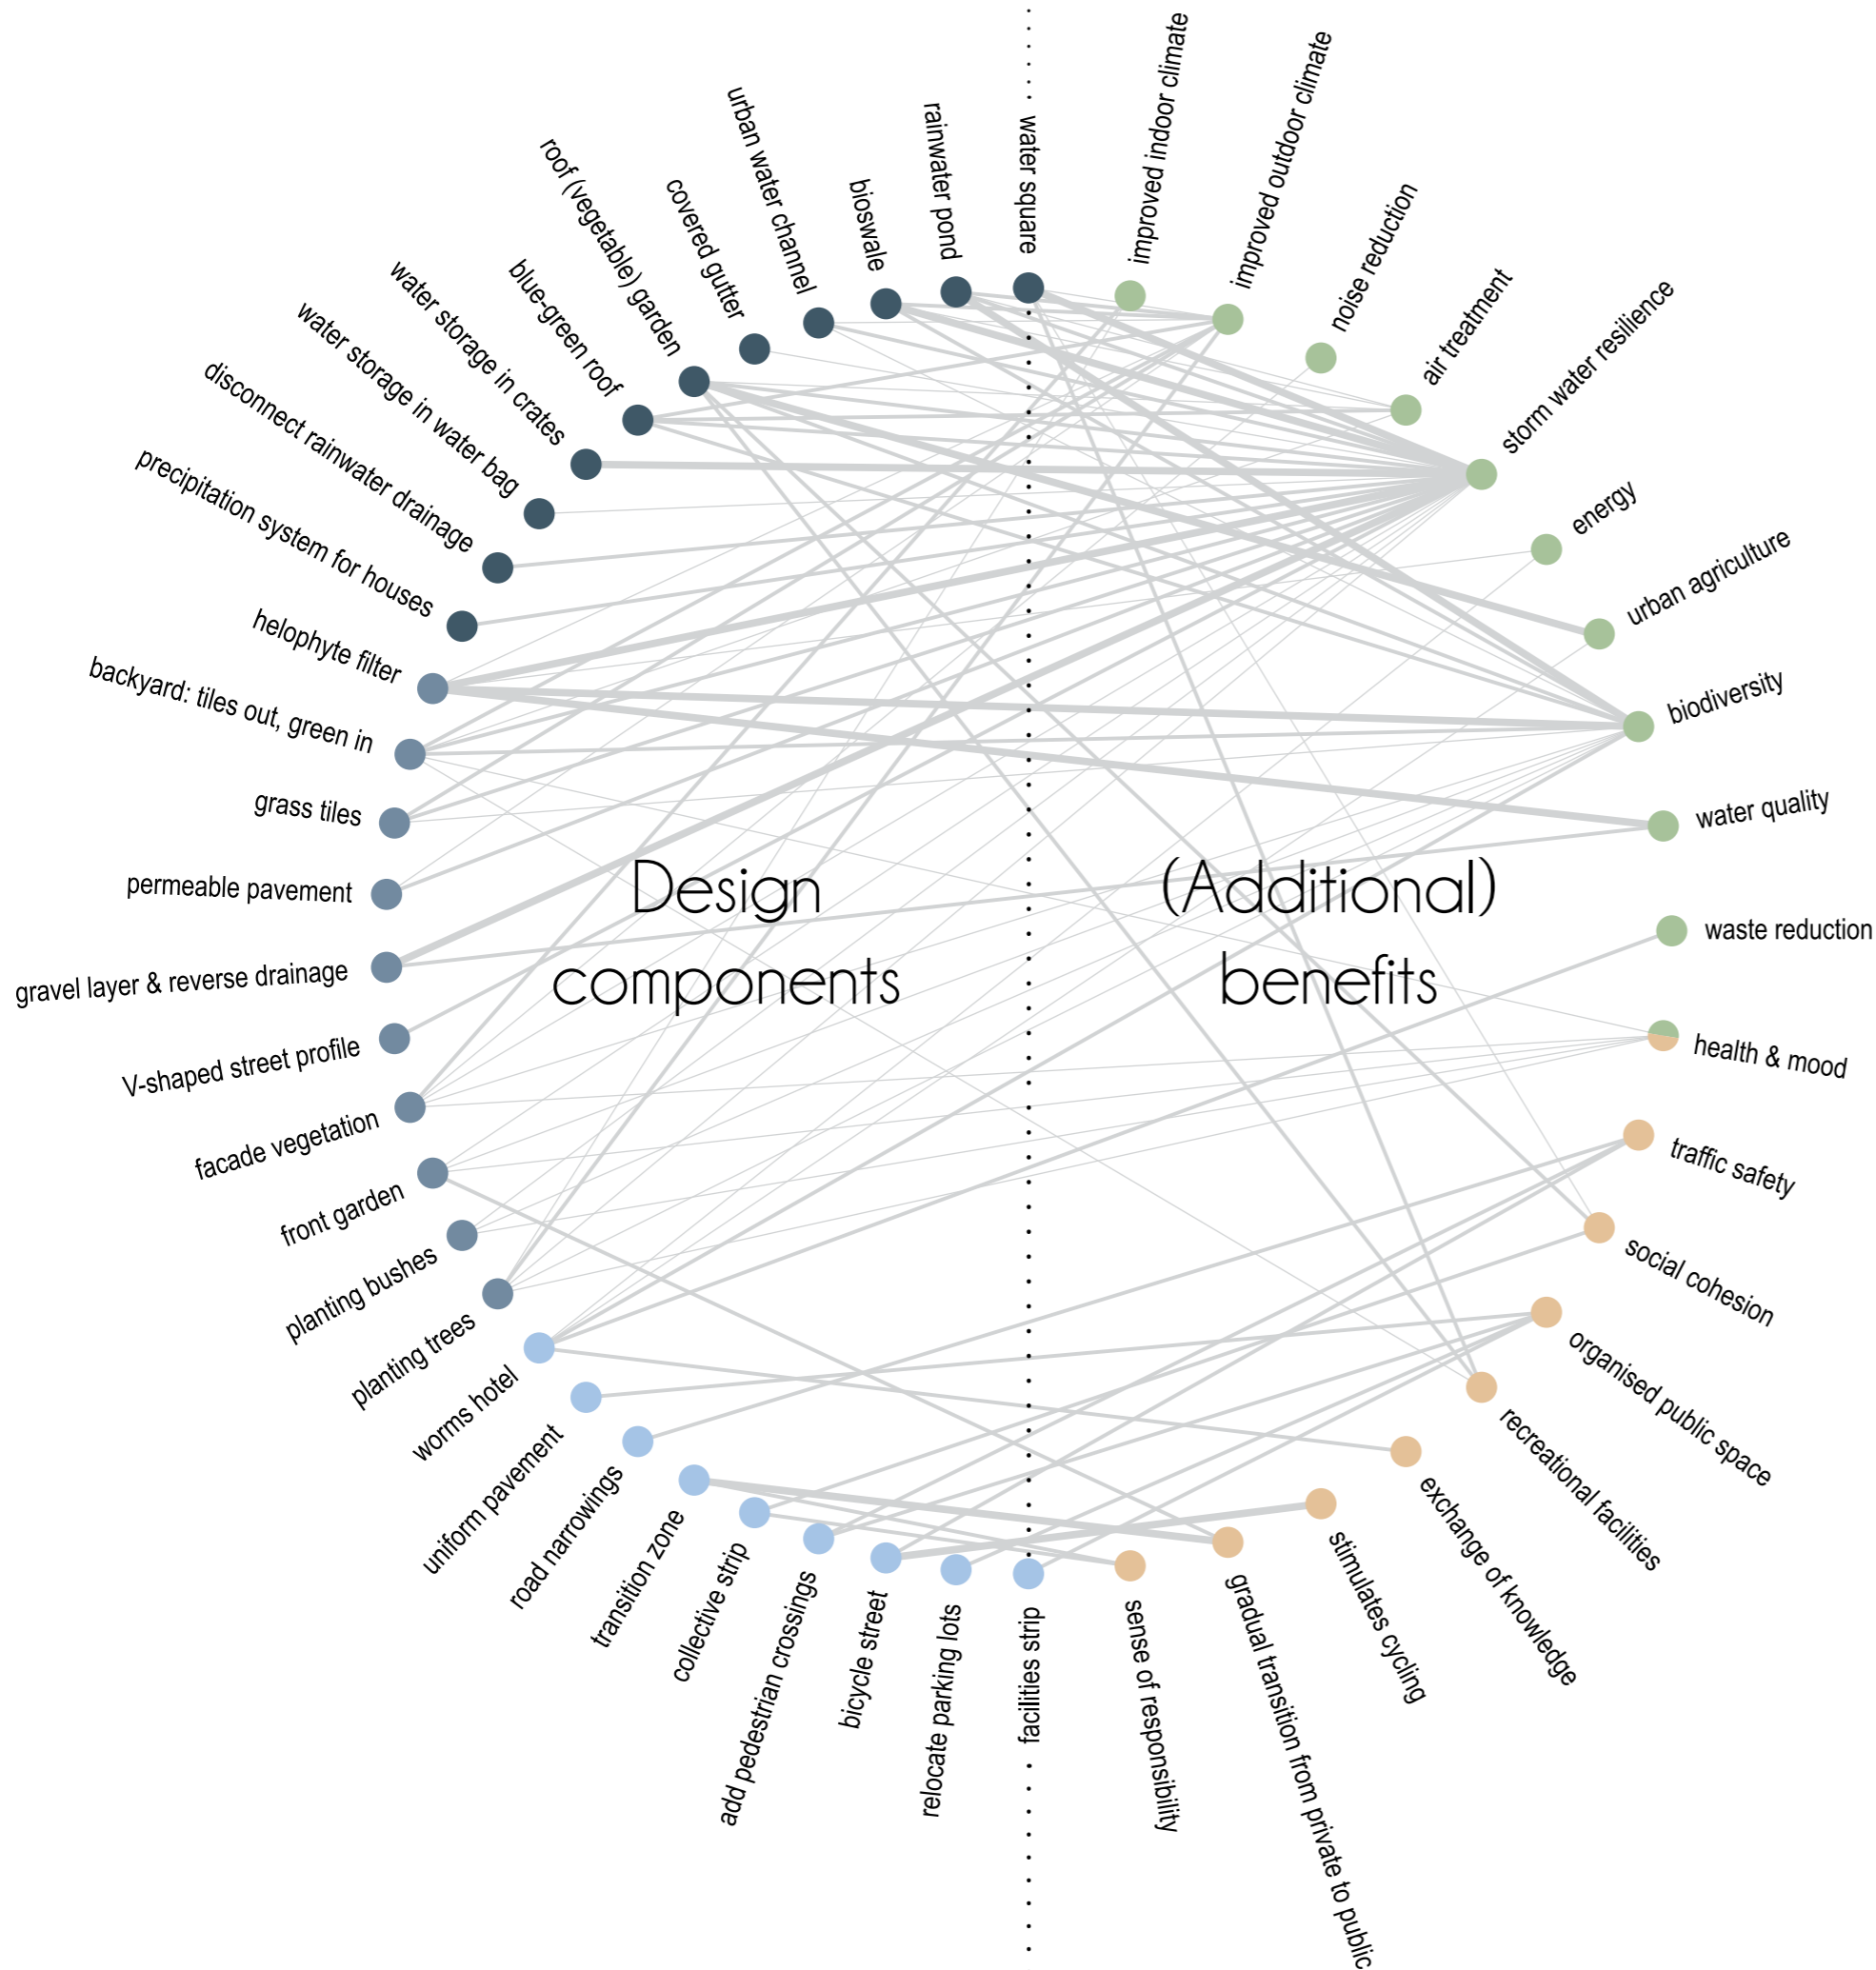 water square
rainwater pond
bioswale
urban water channel
covered gutter
roof (vegetable) garden
blue-green roof
water storage in crates
water storage in water bag
disconnect rainwater drainage
precipitation system for houses
helophyte filter
backyard: tiles out, green in
grass tiles
permeable pavement
gravel layer & reverse drainage
V-shaped street profile
facade vegetation
front garden
planting bushes
planting trees
worms hotel
uniform pavement
road narrowings
transition zone
collective strip
add pedestrian crossings
bicycle street
relocate parking lots
facilities strip
Design
components
(Additional)
benefits
improved indoor climate
improved outdoor climate
noise reduction
air treatment
storm water resilience
energy
urban agriculture
biodiversity
water quality
waste reduction
health & mood
traffic safety
social cohesion
organised public space
recreational facilities
exchange of knowledge
stimulates cycling
gradual transition from private to public
sense of responsibility